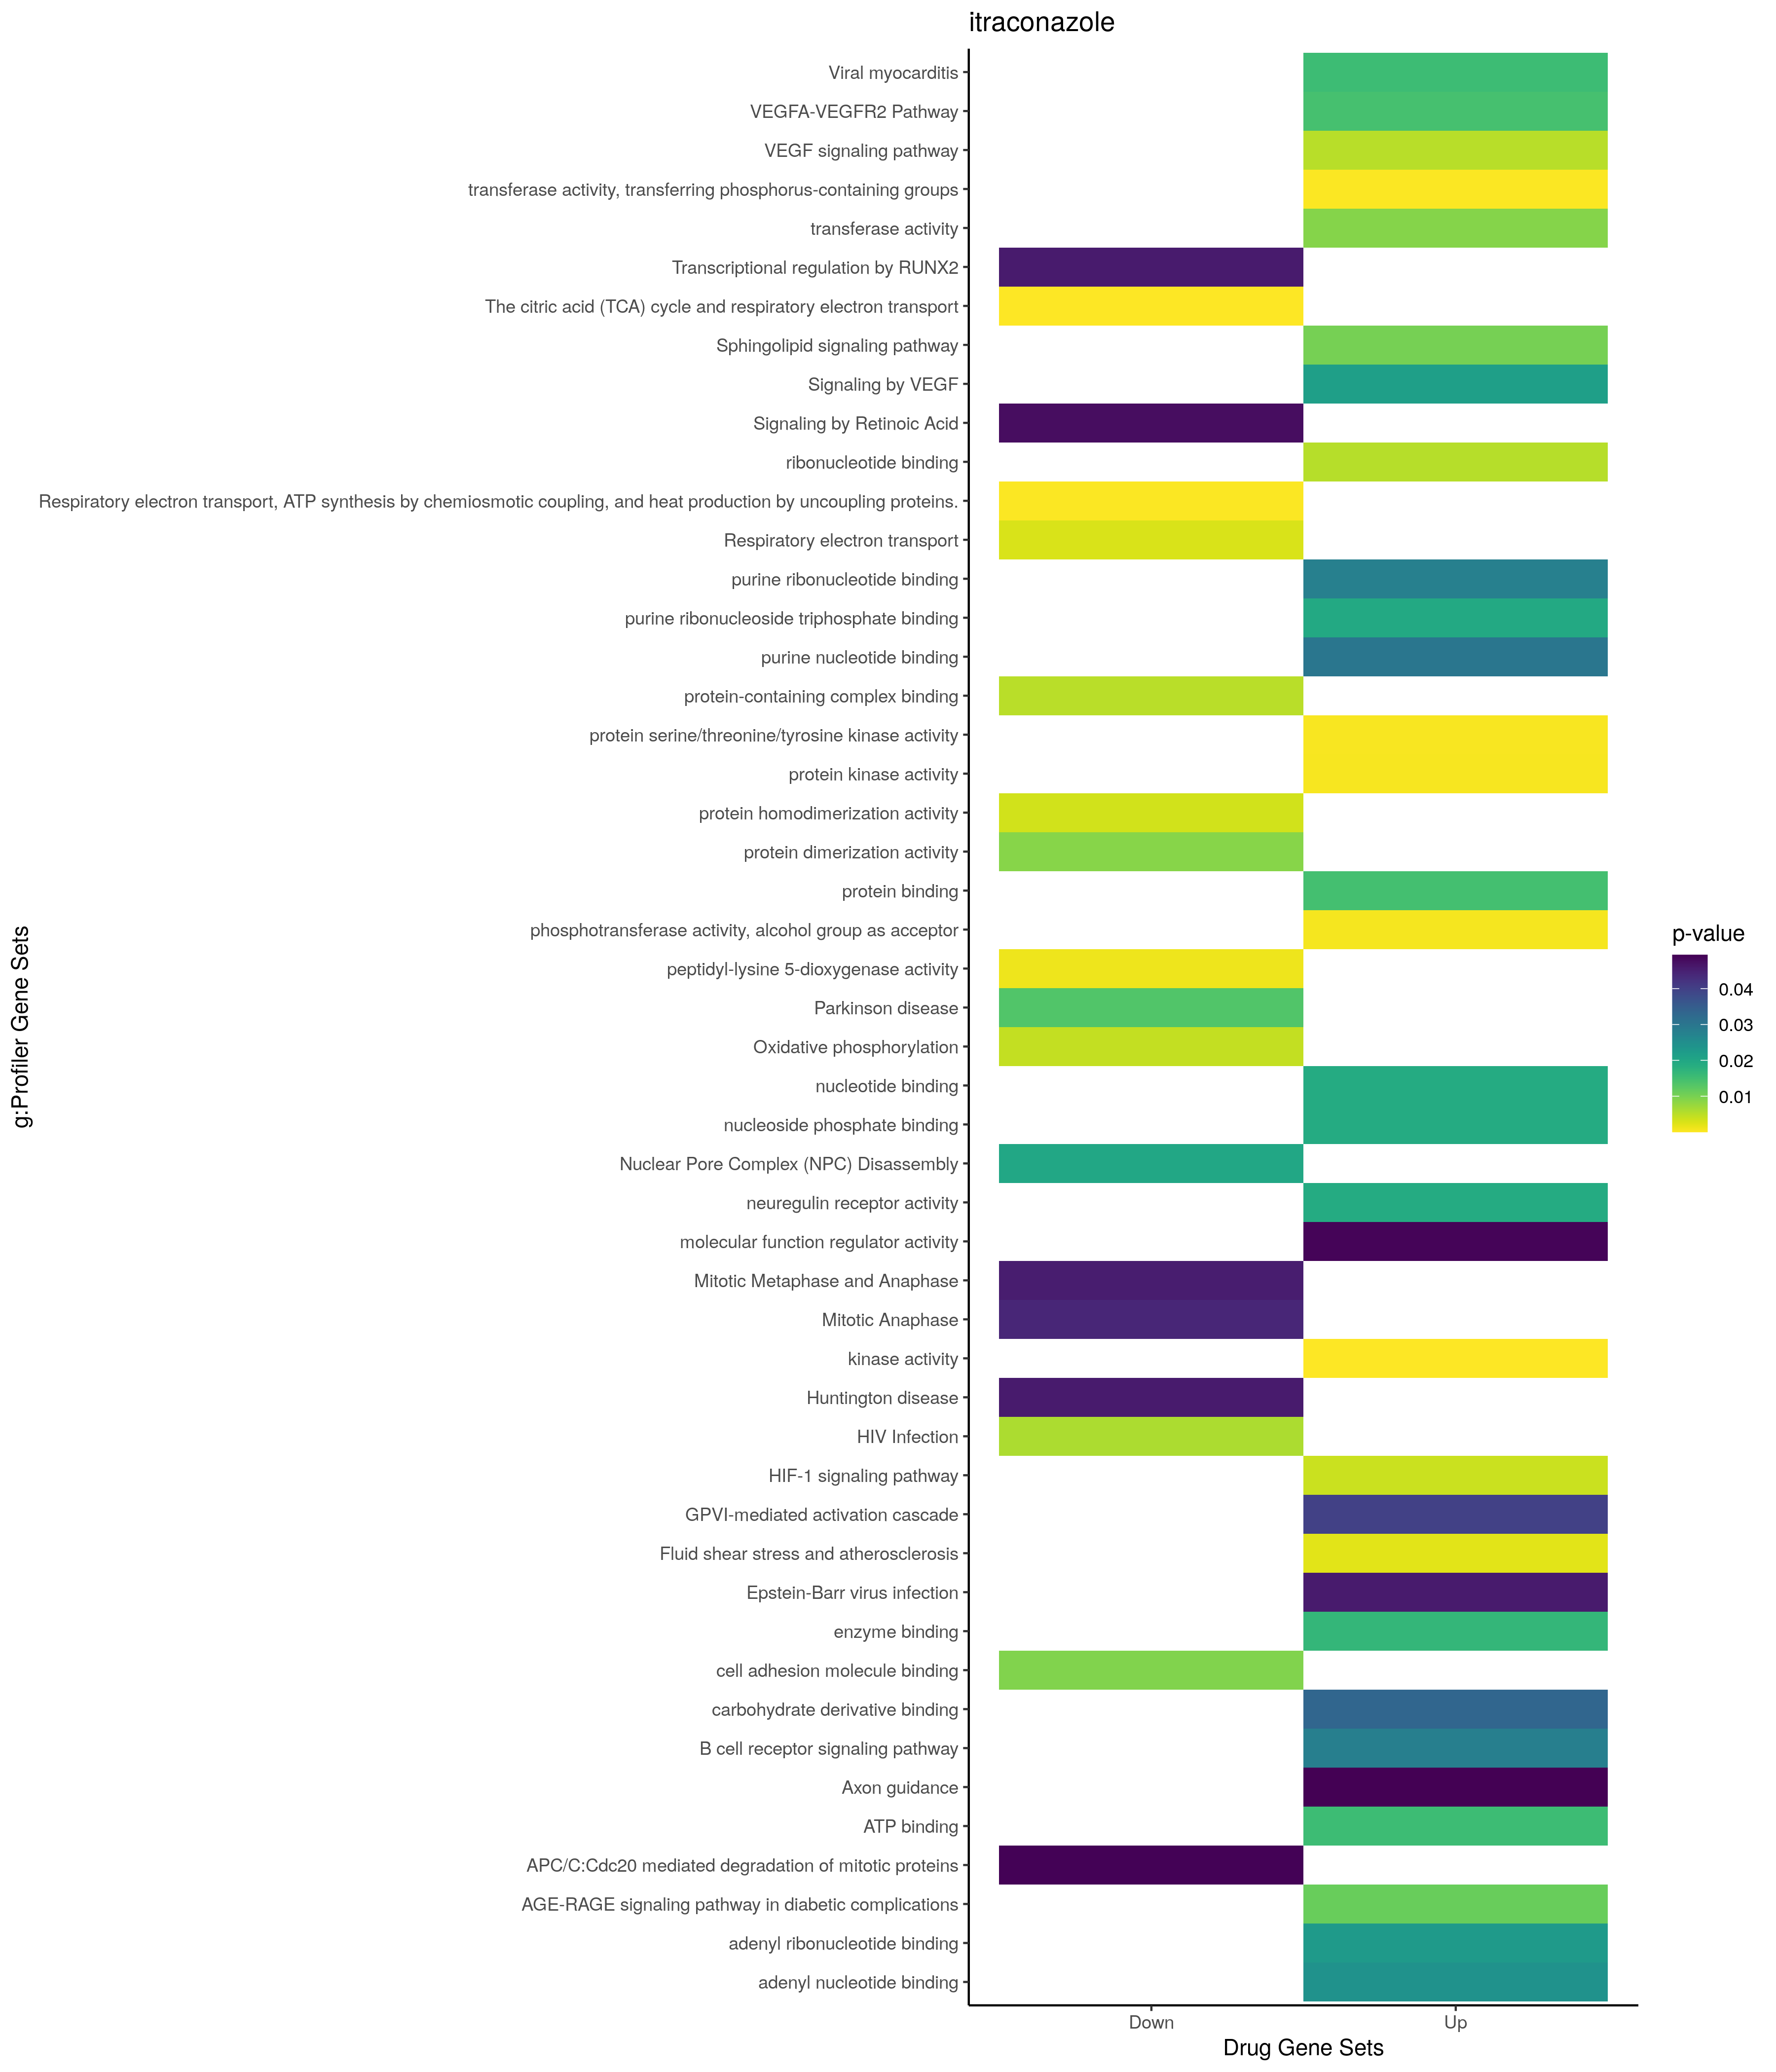 itraconazole
Viral myocarditis
VEGFA-VEGFR2 Pathway
VEGF signaling pathway
transferase activity, transferring phosphorus-containing groups
transferase activity
Transcriptional regulation by RUNX2
The citric acid (TCA) cycle and respiratory electron transport
Sphingolipid signaling pathway
Signaling by VEGF
Signaling by Retinoic Acid
ribonucleotide binding
Respiratory electron transport, ATP synthesis by chemiosmotic coupling, and heat production by uncoupling proteins.
Respiratory electron transport
purine ribonucleotide binding
purine ribonucleoside triphosphate binding
purine nucleotide binding
protein-containing complex binding
protein serine/threonine/tyrosine kinase activity
protein kinase activity
protein homodimerization activity
protein dimerization activity
protein binding
phosphotransferase activity, alcohol group as acceptor
peptidyl-lysine 5-dioxygenase activity
Parkinson disease
Oxidative phosphorylation
nucleotide binding
nucleoside phosphate binding
Nuclear Pore Complex (NPC) Disassembly
neuregulin receptor activity
molecular function regulator activity
Mitotic Metaphase and Anaphase
Mitotic Anaphase
kinase activity
Huntington disease
HIV Infection
HIF-1 signaling pathway
GPVI-mediated activation cascade
Fluid shear stress and atherosclerosis
Epstein-Barr virus infection
enzyme binding
cell adhesion molecule binding
carbohydrate derivative binding
B cell receptor signaling pathway
Axon guidance
ATP binding
APC/C:Cdc20 mediated degradation of mitotic proteins
AGE-RAGE signaling pathway in diabetic complications
adenyl ribonucleotide binding
adenyl nucleotide binding
g:Profiler Gene Sets
Down
Up
Drug Gene Sets
p-value
0.04
0.03
0.02
0.01